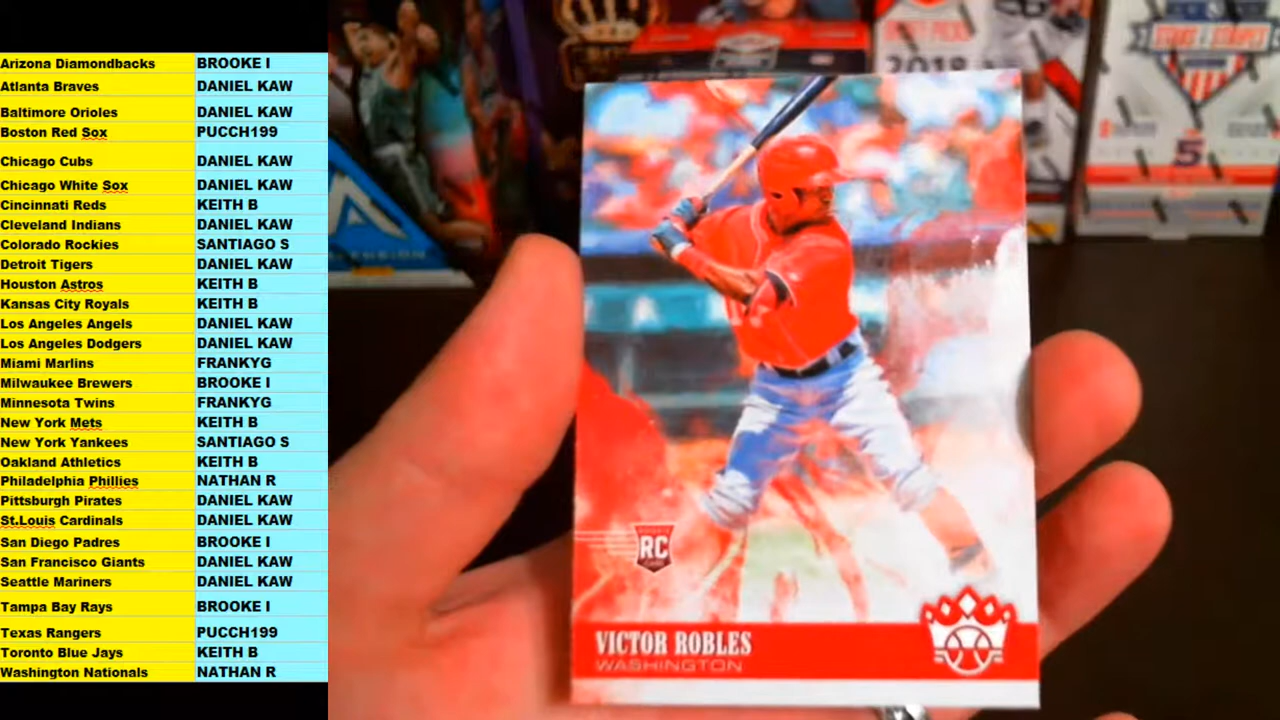 Arizona Diamondbacks BROOKE I
Atlanta Braves DANIEL KAW
Baltimore Orioles DANIEL KAW
Boston Red Sox PUCCH199
Chicago Cubs DANIEL KAW
Chicago White Sox DANIEL KAW
Cincinnati Reds KEITH B
Cleveland Indians DANIEL KAW
Colorado Rockies SANTIAGO S
Detroit Tigers DANIEL KAW
Houston Astros KEITH B
Kansas City Royals KEITH B
Los Angeles Angels DANIEL KAW
Los Angeles Dodgers DANIEL KAW
Miami Marlins FRANKYG
Milwaukee Brewers BROOKE I
Minnesota Twins FRANKYG
New York Mets KEITH B
New York Yankees SANTIAGO S
Oakland Athletics KEITH B
Philadelphia Phillies NATHAN R
Pittsburgh Pirates DANIEL KAW
St.Louis Cardinals DANIEL KAW
San Diego Padres BROOKE I
San Francisco Giants DANIEL KAW
Seattle Mariners DANIEL KAW
Tampa Bay Rays BROOKE I
Texas Rangers PUCCH199
Toronto Blue Jays KEITH B
Washington Nationals NATHAN R
2018
STARS & STRIPES
5
RC
VICTOR ROBLES
WASHINGTON